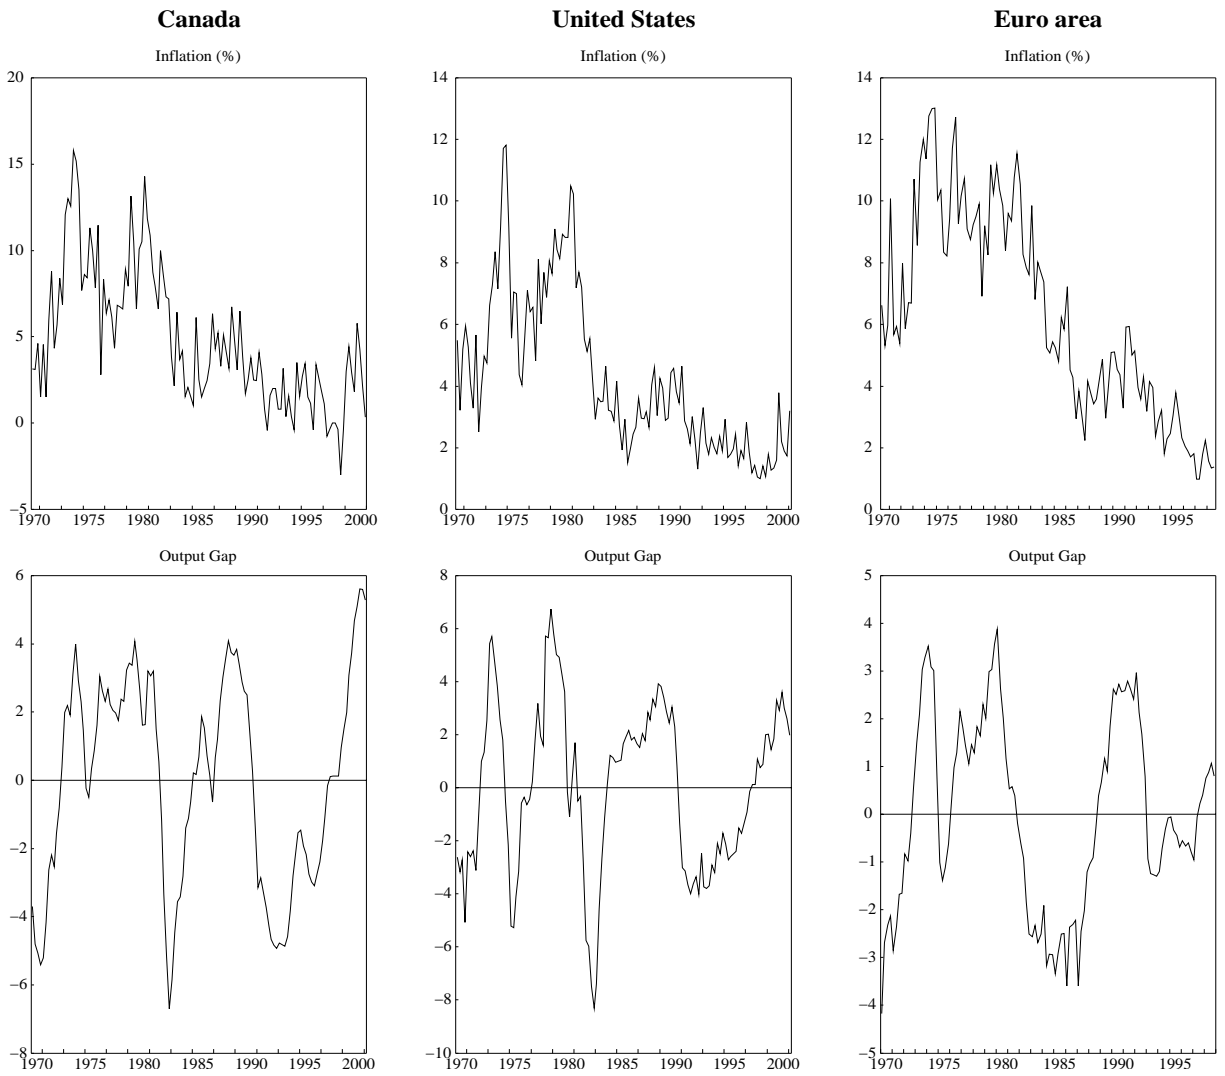 Canada United States Euro area
Inflation (%) Inflation (%) Inflation (%)
20 14 14
12 12
15
10 10
10
8 8
5 6 6
4 4
0
2 2
−5 0 0
1970 1975 1980 1985 1990 1995 2000 1970 1975 1980 1985 1990 1995 2000 1970 1975 1980 1985 1990 1995
Output Gap Output Gap Output Gap
6 8 5
6 4
4
4 3
2
2 2
1
0 0 0
−2 −2 −1
−4 −2
−4
−6 −3
−6
−8 −4
−8 −10 −5
1970 1975 1980 1985 1990 1995 2000 1970 1975 1980 1985 1990 1995 2000 1970 1975 1980 1985 1990 1995